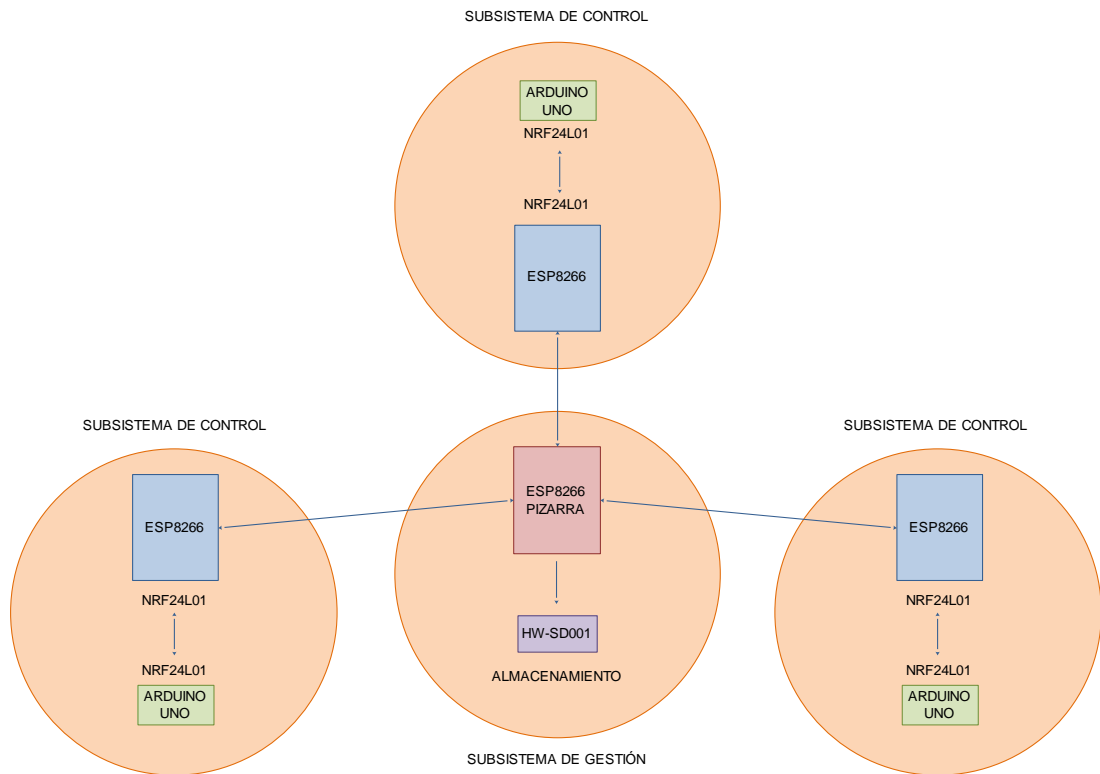 SUBSISTEMA DE CONTROL
ARDUINO
UNO
NRF24L01
NRF24L01
ESP8266
SUBSISTEMA DE CONTROL
ESP8266
NRF24L01
NRF24L01
ARDUINO
UNO
ESP8266
PIZARRA
HW-SD001
ALMACENAMIENTO
SUBSISTEMA DE GESTIÓN
SUBSISTEMA DE CONTROL
ESP8266
NRF24L01
NRF24L01
ARDUINO
UNO